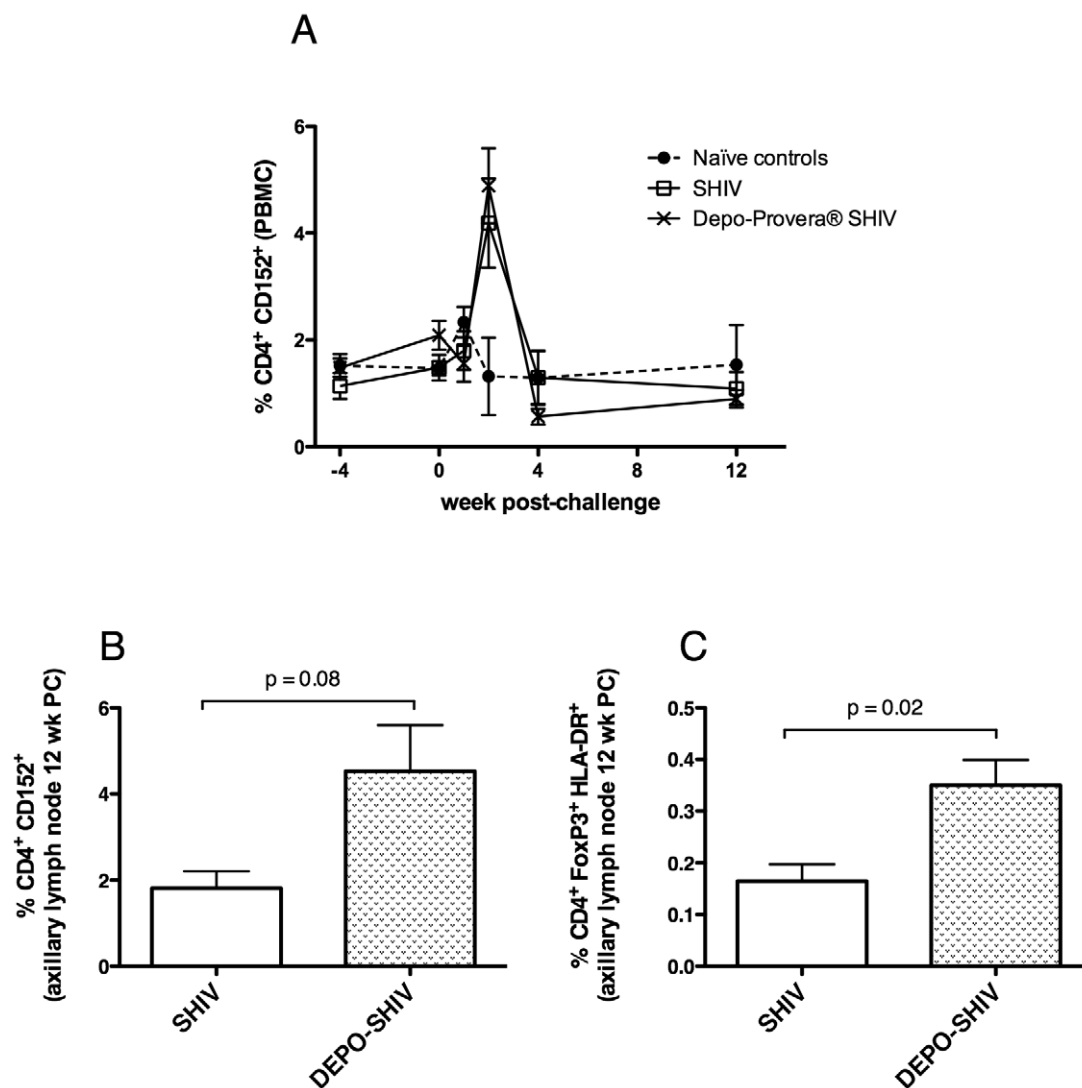 A
% CD4⁺ CD152⁺ (PBMC)
6
4
2
0
-4
0
4
8
12
week post-challenge
Naïve controls
SHIV
Depo-Provera® SHIV
B
% CD4⁺ CD152⁺
(axillary lymph node 12 wk PC)
p = 0.08
6
4
2
0
SHIV
DEPO-SHIV
C
% CD4⁺ FoxP3⁺ HLA-DR⁺
(axillary lymph node 12 wk PC)
p = 0.02
0.5
0.4
0.3
0.2
0.1
0.0
SHIV
DEPO-SHIV